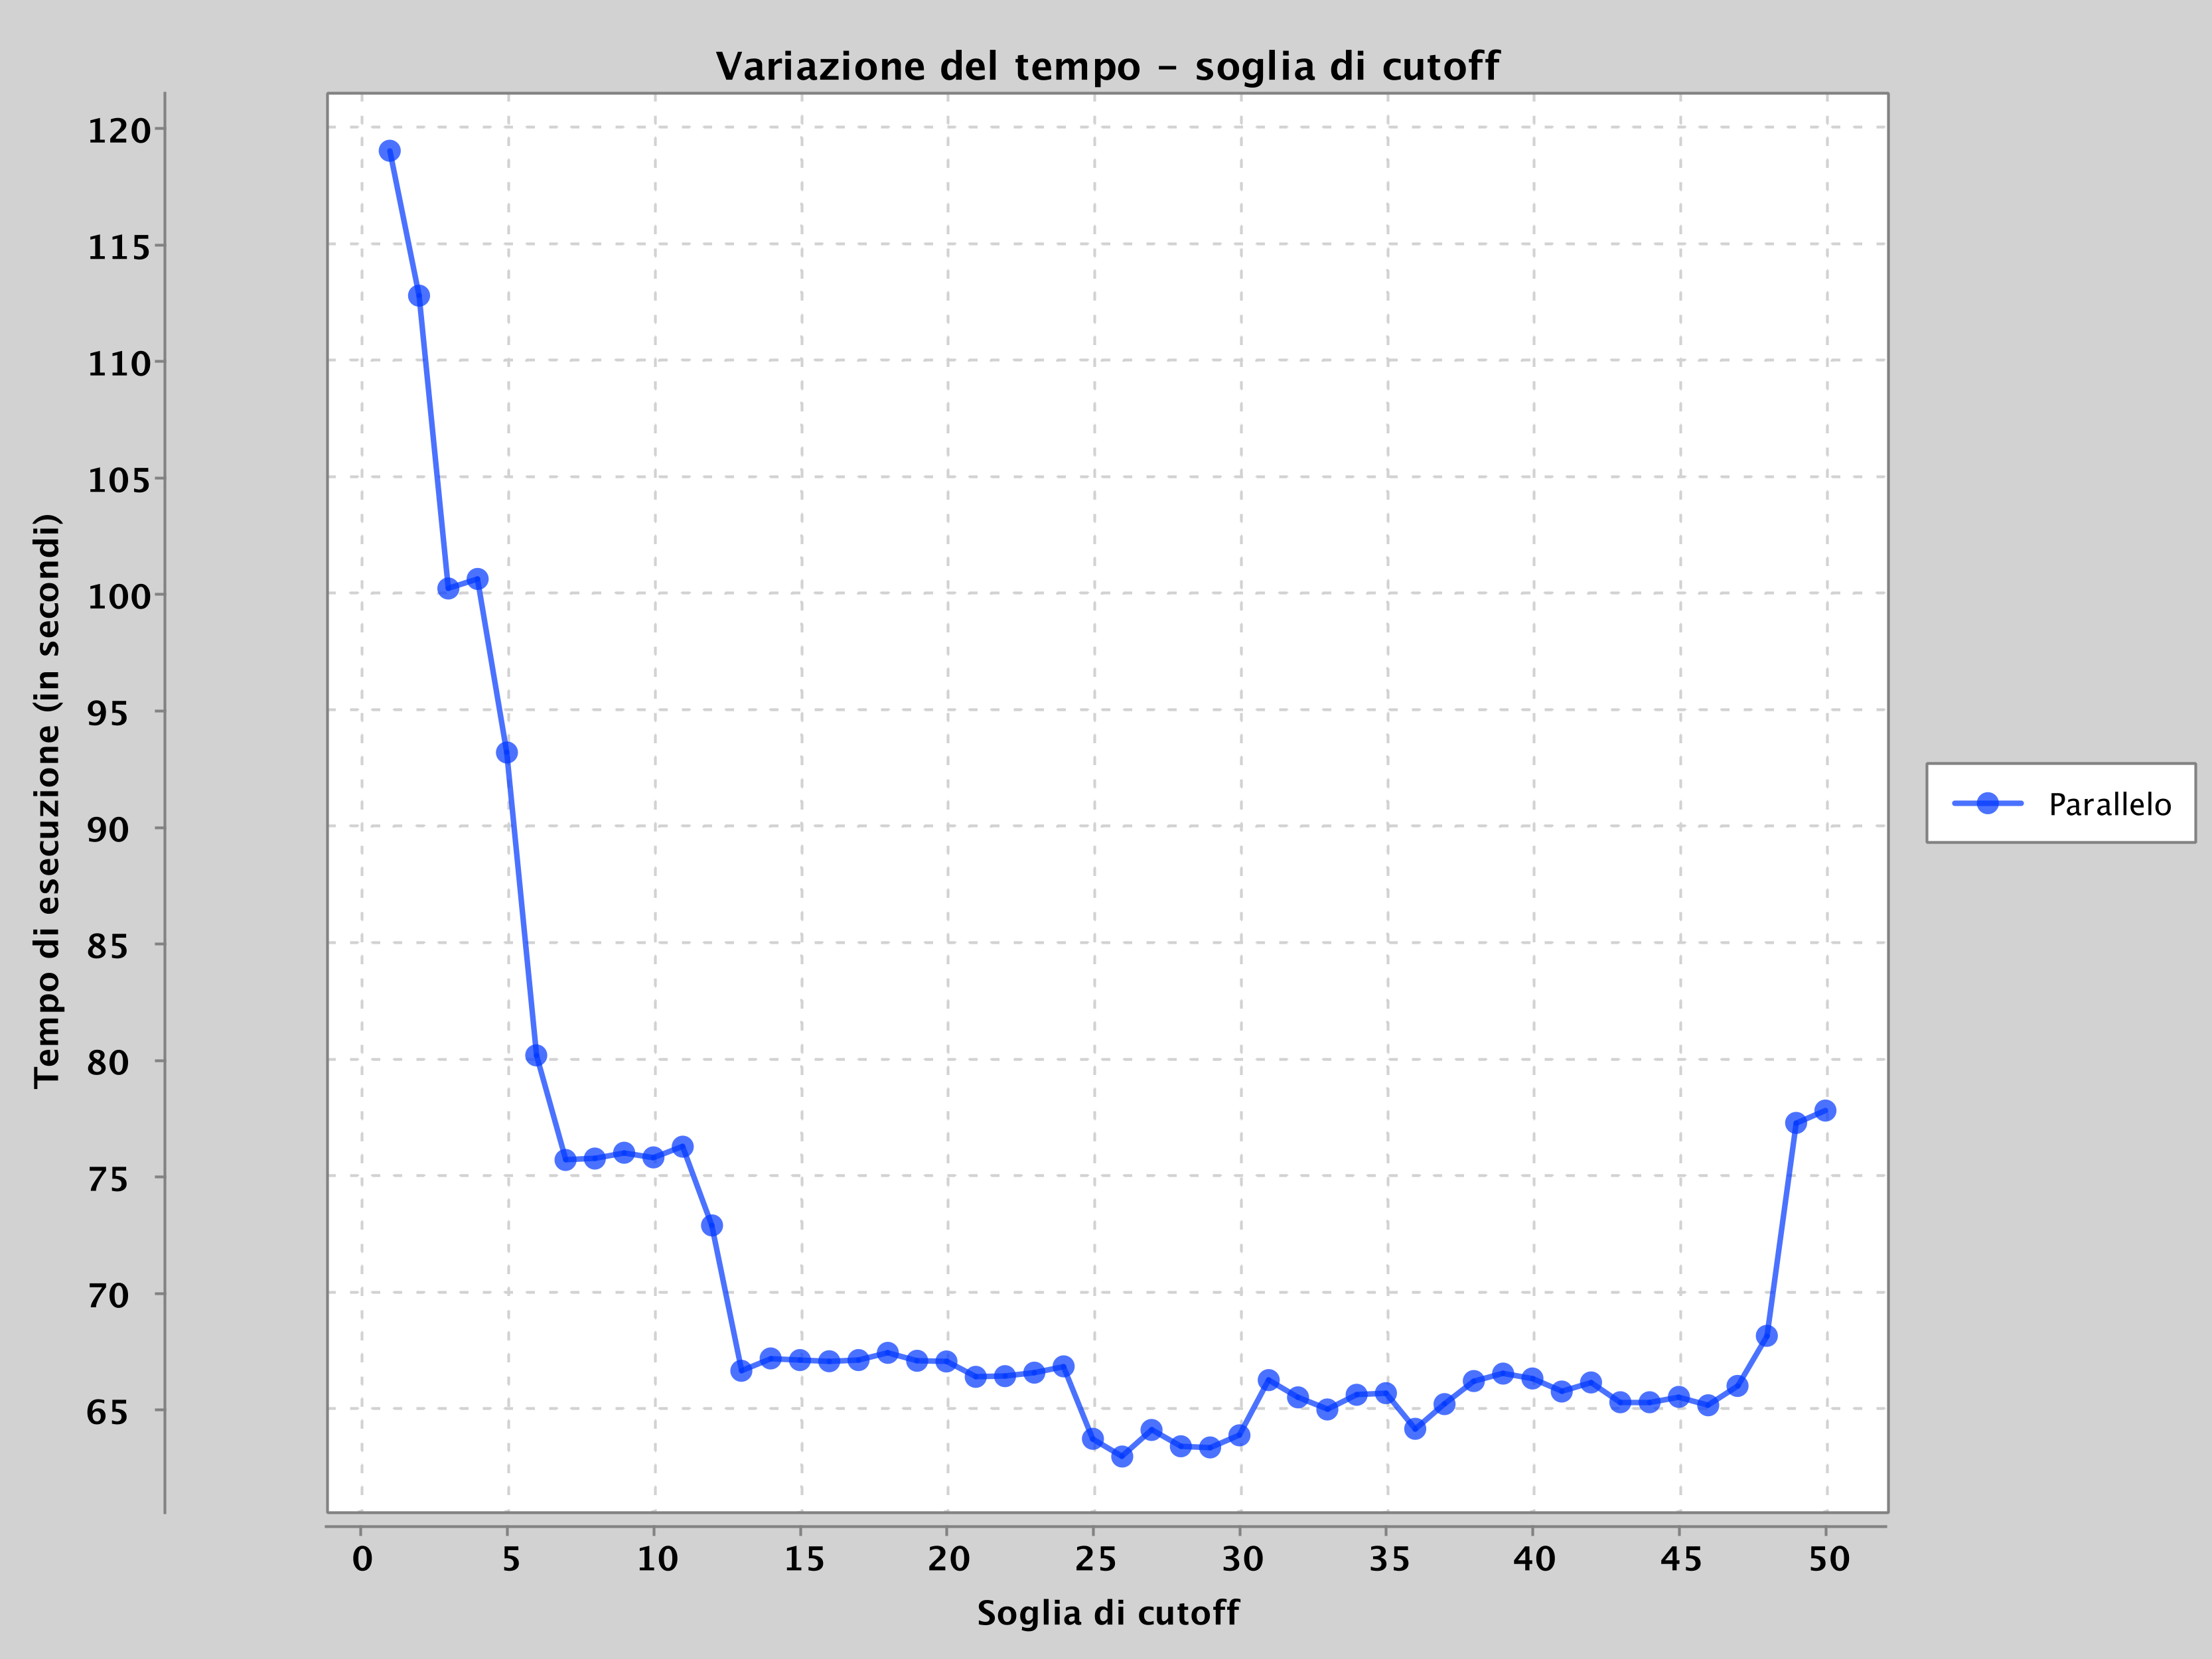 Variazione del tempo – soglia di cutoff
Tempo di esecuzione (in secondi)
120
115
110
105
100
95
90
85
80
75
70
65
0 5 10 15 20 25 30 35 40 45 50
Soglia di cutoff
Parallelo